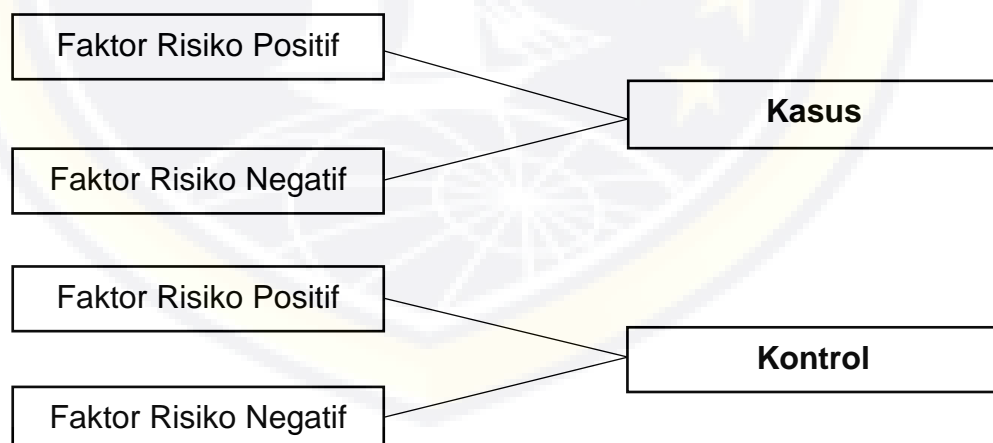 Faktor Risiko Positif
Kasus
Faktor Risiko Negatif
Faktor Risiko Positif
Kontrol
Faktor Risiko Negatif